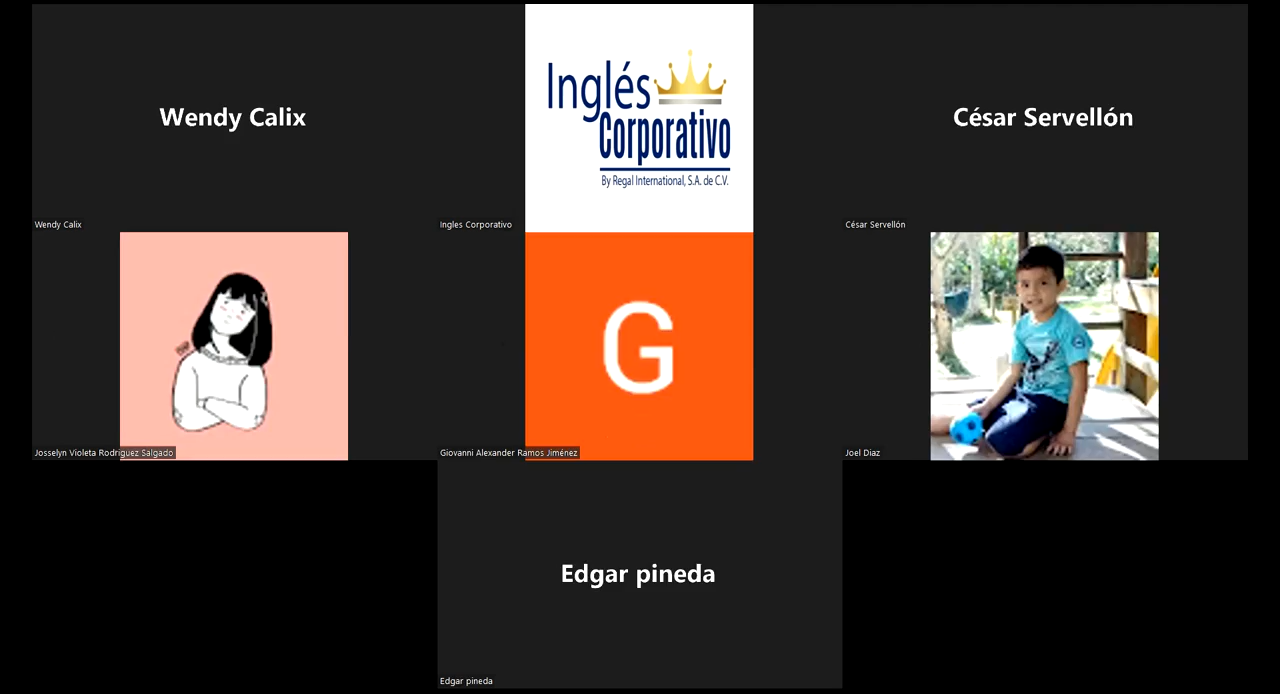 Wendy Calix
Wendy Calix
Inglés
Corporativo
By Regal International, S.A. de C.V.
Ingles Corporativo
César Servellón
César Servellón
Josselyn Violeta Rodriguez Salgado
G
Giovanni Alexander Ramos Jiménez
Joel Diaz
Edgar pineda
Edgar pineda